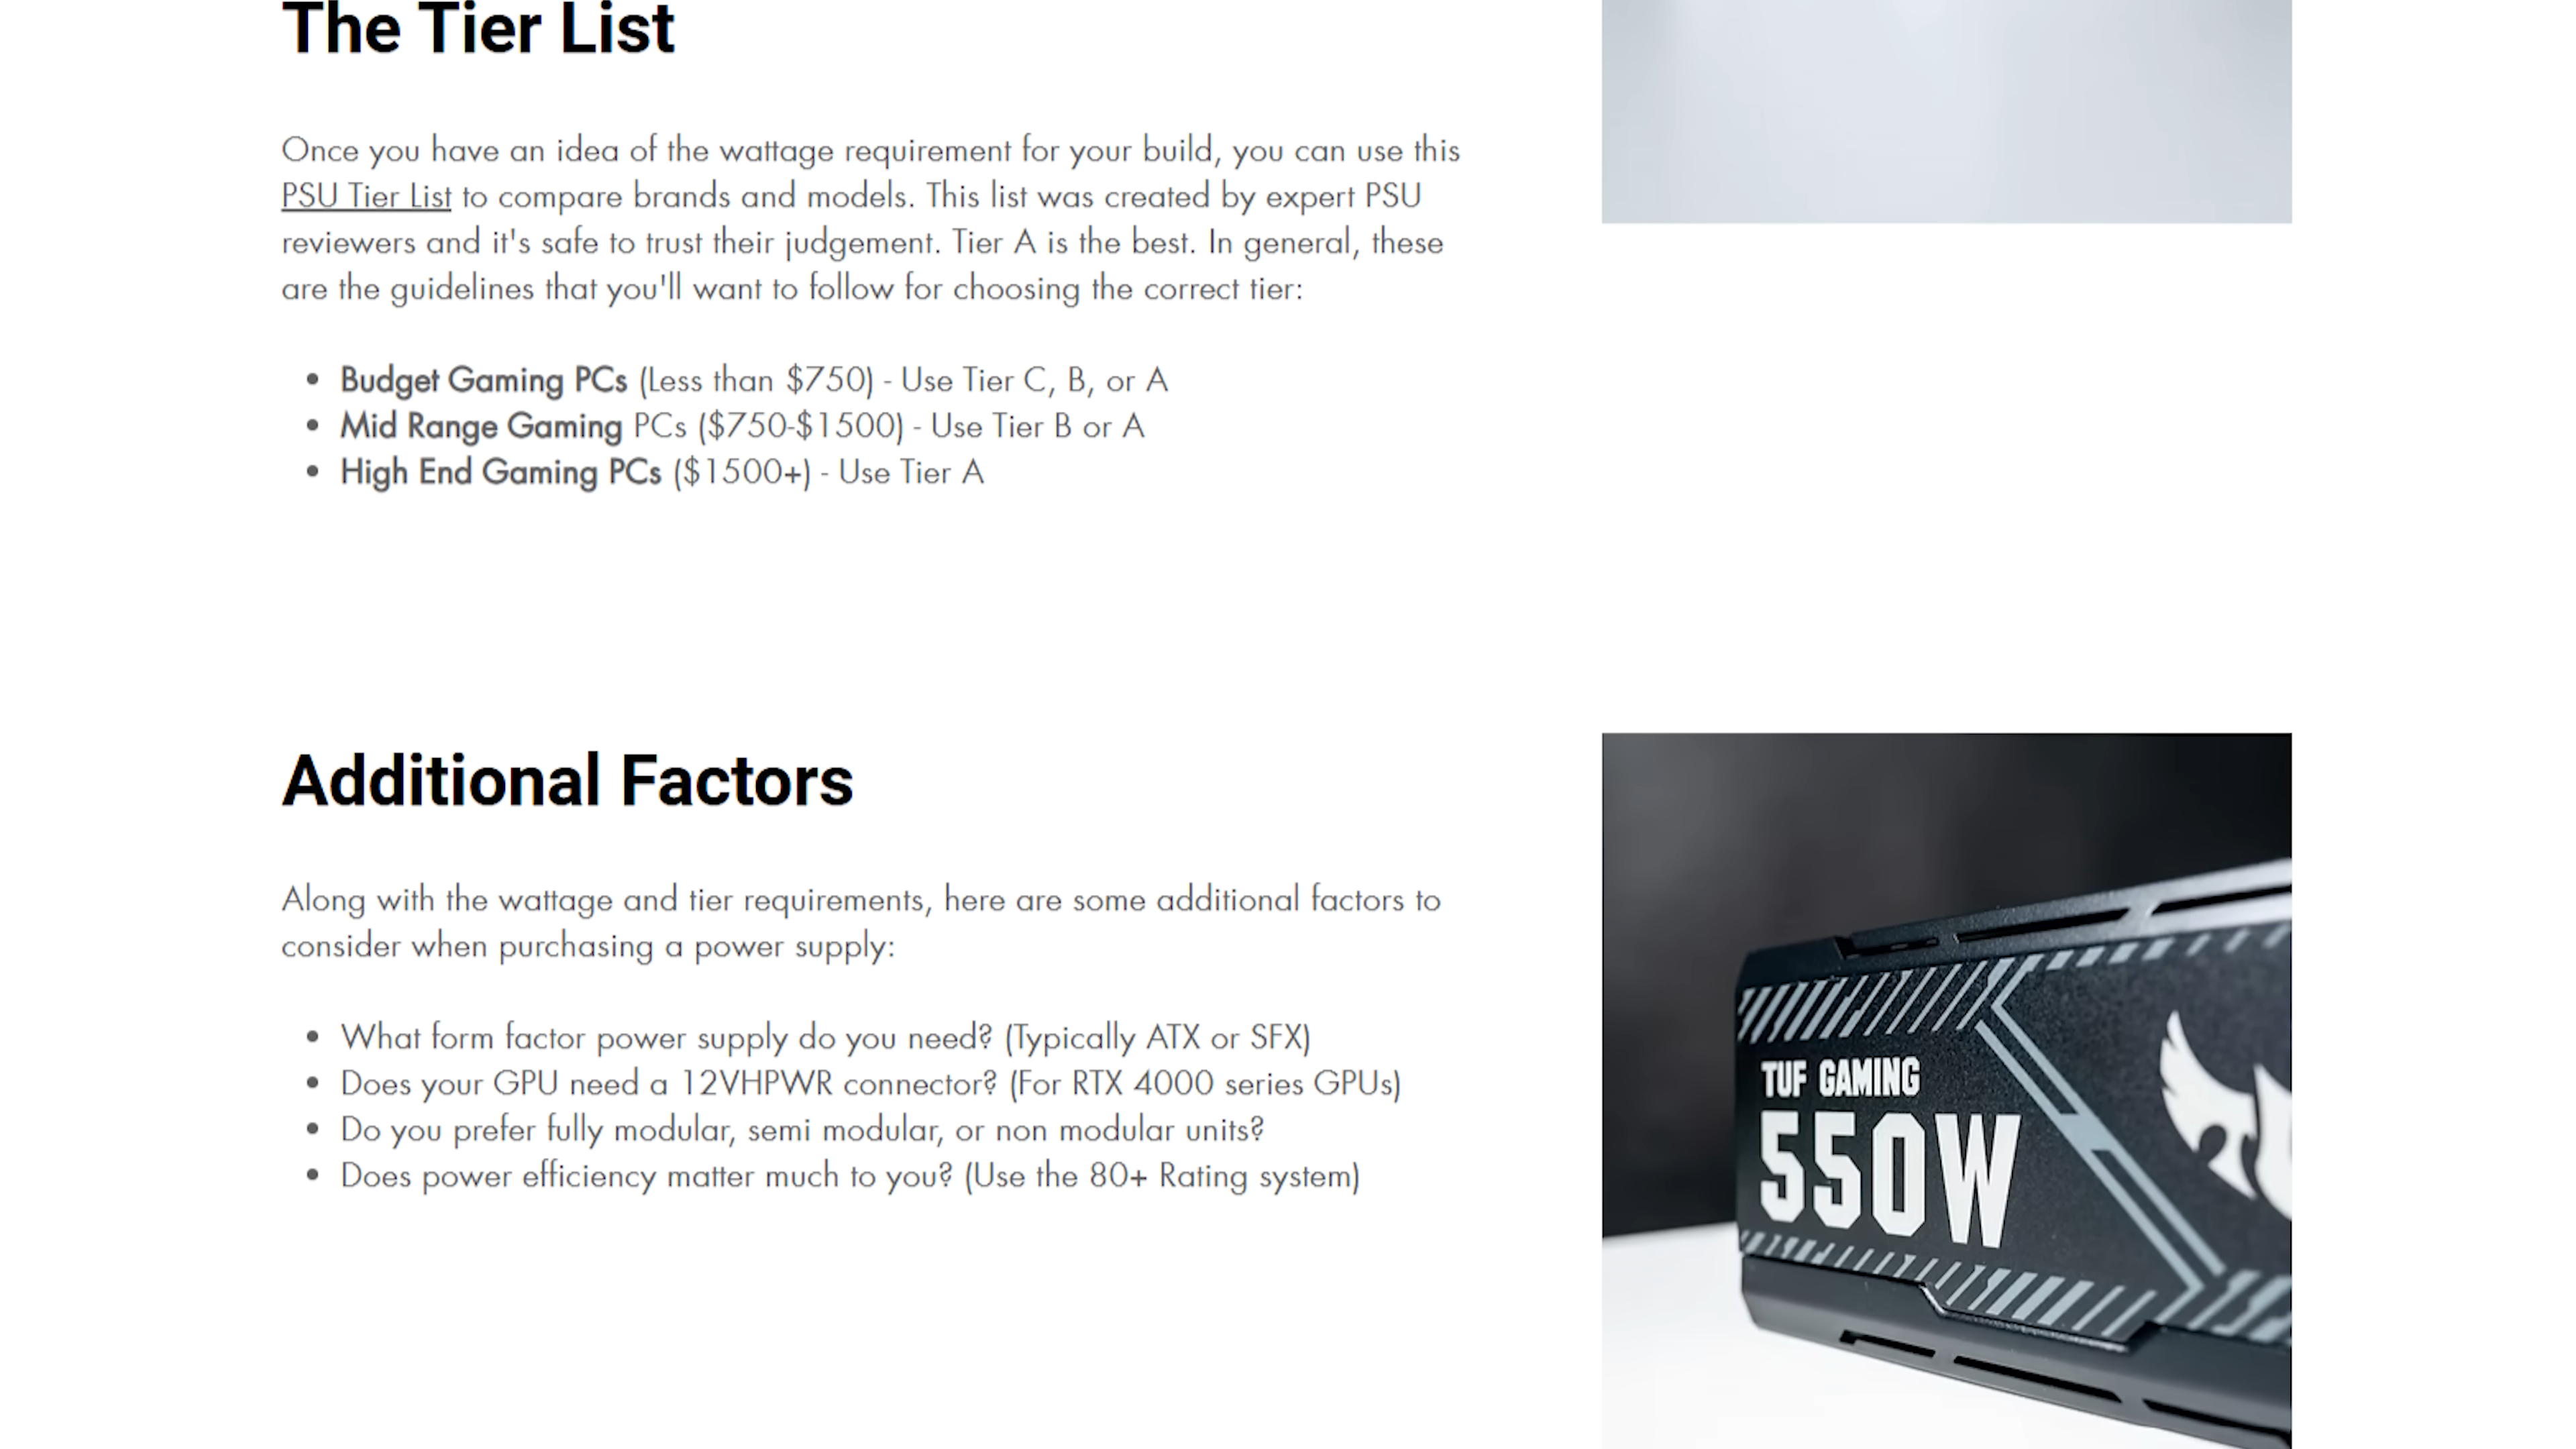 The Tier List
Once you have an idea of the wattage requirement for your build, you can use this
PSU Tier List to compare brands and models. This list was created by expert PSU
reviewers and it's safe to trust their judgement. Tier A is the best. In general, these
are the guidelines that you'll want to follow for choosing the correct tier:
• Budget Gaming PCs (Less than $750) - Use Tier C, B, or A
• Mid Range Gaming PCs ($750-$1500) - Use Tier B or A
• High End Gaming PCs ($1500+) - Use Tier A
Additional Factors
Along with the wattage and tier requirements, here are some additional factors to
consider when purchasing a power supply:
• What form factor power supply do you need? (Typically ATX or SFX)
• Does your GPU need a 12VHPWR connector? (For RTX 4000 series GPUs)
• Do you prefer fully modular, semi modular, or non modular units?
• Does power efficiency matter much to you? (Use the 80+ Rating system)
TUF GAMING
550W